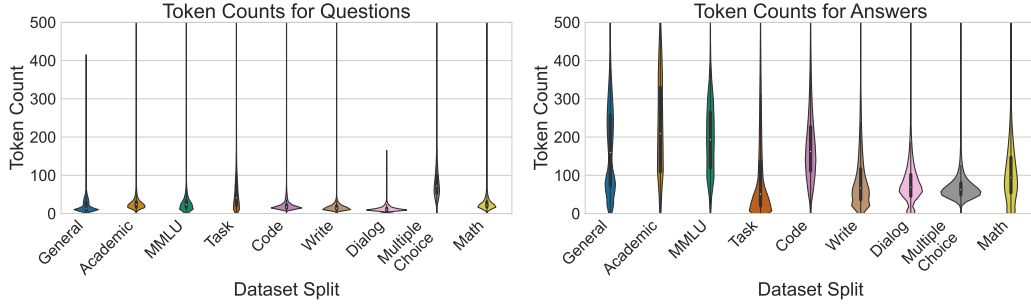 Token Counts for Questions
Token Count
500
400
300
200
100
0
General
Academic
MMLU
Task
Code
Write
Dialog
Multiple
Choice
Math
Dataset Split
Token Counts for Answers
Token Count
500
400
300
200
100
0
General
Academic
MMLU
Task
Code
Write
Dialog
Multiple
Choice
Math
Dataset Split